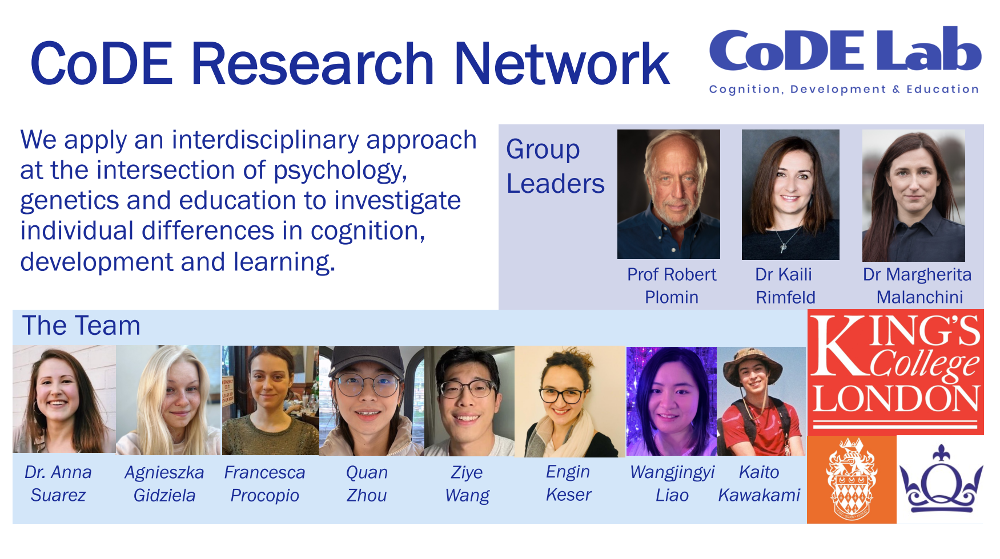 CoDE Research Network
CoDE Lab
Cognition, Development & Education
We apply an interdisciplinary approach
at the intersection of psychology,
genetics and education to investigate
individual differences in cognition,
development and learning.
Group
Leaders
Prof Robert
Plomin
Dr Kaili
Rimfeld
Dr Margherita
Malanchini
The Team
Dr. Anna
Suarez
Agnieszka
Gidziela
Francesca
Procopio
Quan
Zhou
Ziye
Wang
Engin
Keser
Wangjingyi
Liao
Kaito
Kawakami
KING'S
College
LONDON